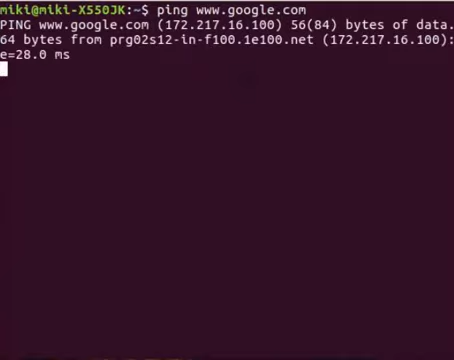 miki@miki-X550JK:~$ ping www.google.com
PING www.google.com (172.217.16.100) 56(84) bytes of data.
64 bytes from prg02s12-in-f100.1e100.net (172.217.16.100):
e=28.0 ms